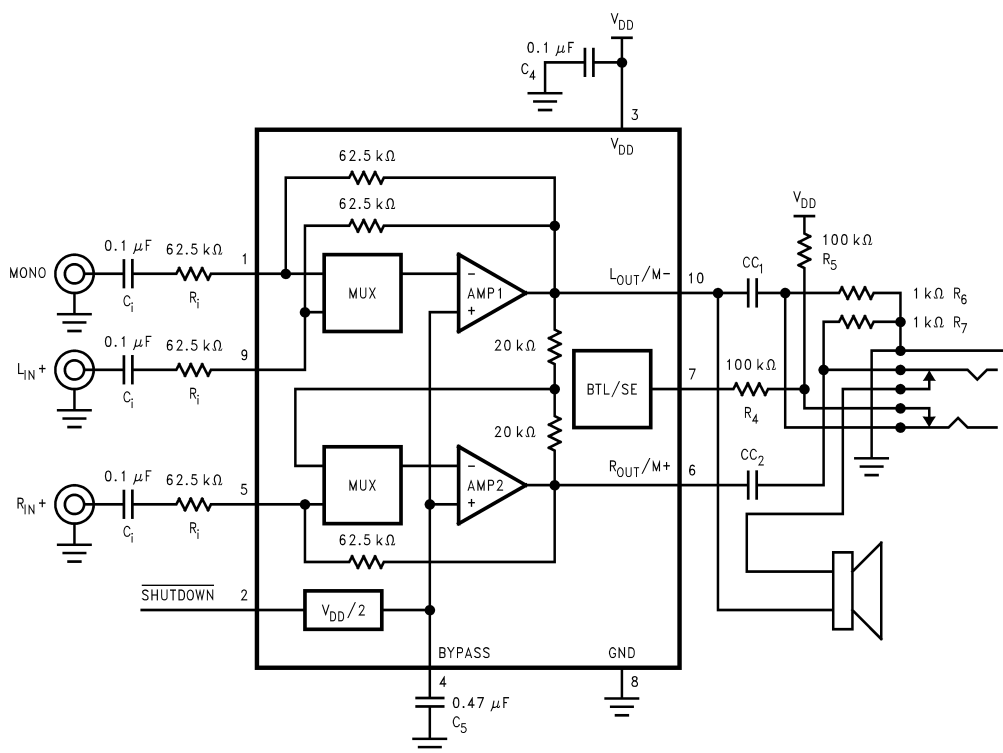 V_DD
0.1 µF
C_4
3
V_DD
62.5 kΩ
62.5 kΩ
V_DD
100 kΩ
R_5
MONO
0.1 µF
C_i
62.5 kΩ
R_i
1
MUX
−
AMP1
+
L_OUT/M−
10
CC_1
1 kΩ R_6
1 kΩ R_7
L_IN+
0.1 µF
C_i
62.5 kΩ
R_i
9
20 kΩ
BTL/SE
7
100 kΩ
R_4
20 kΩ
R_IN+
0.1 µF
C_i
62.5 kΩ
R_i
5
MUX
−
AMP2
+
R_OUT/M+
6
CC_2
62.5 kΩ
SHUTDOWN
2
V_DD/2
BYPASS
GND
4
8
0.47 µF
C_5